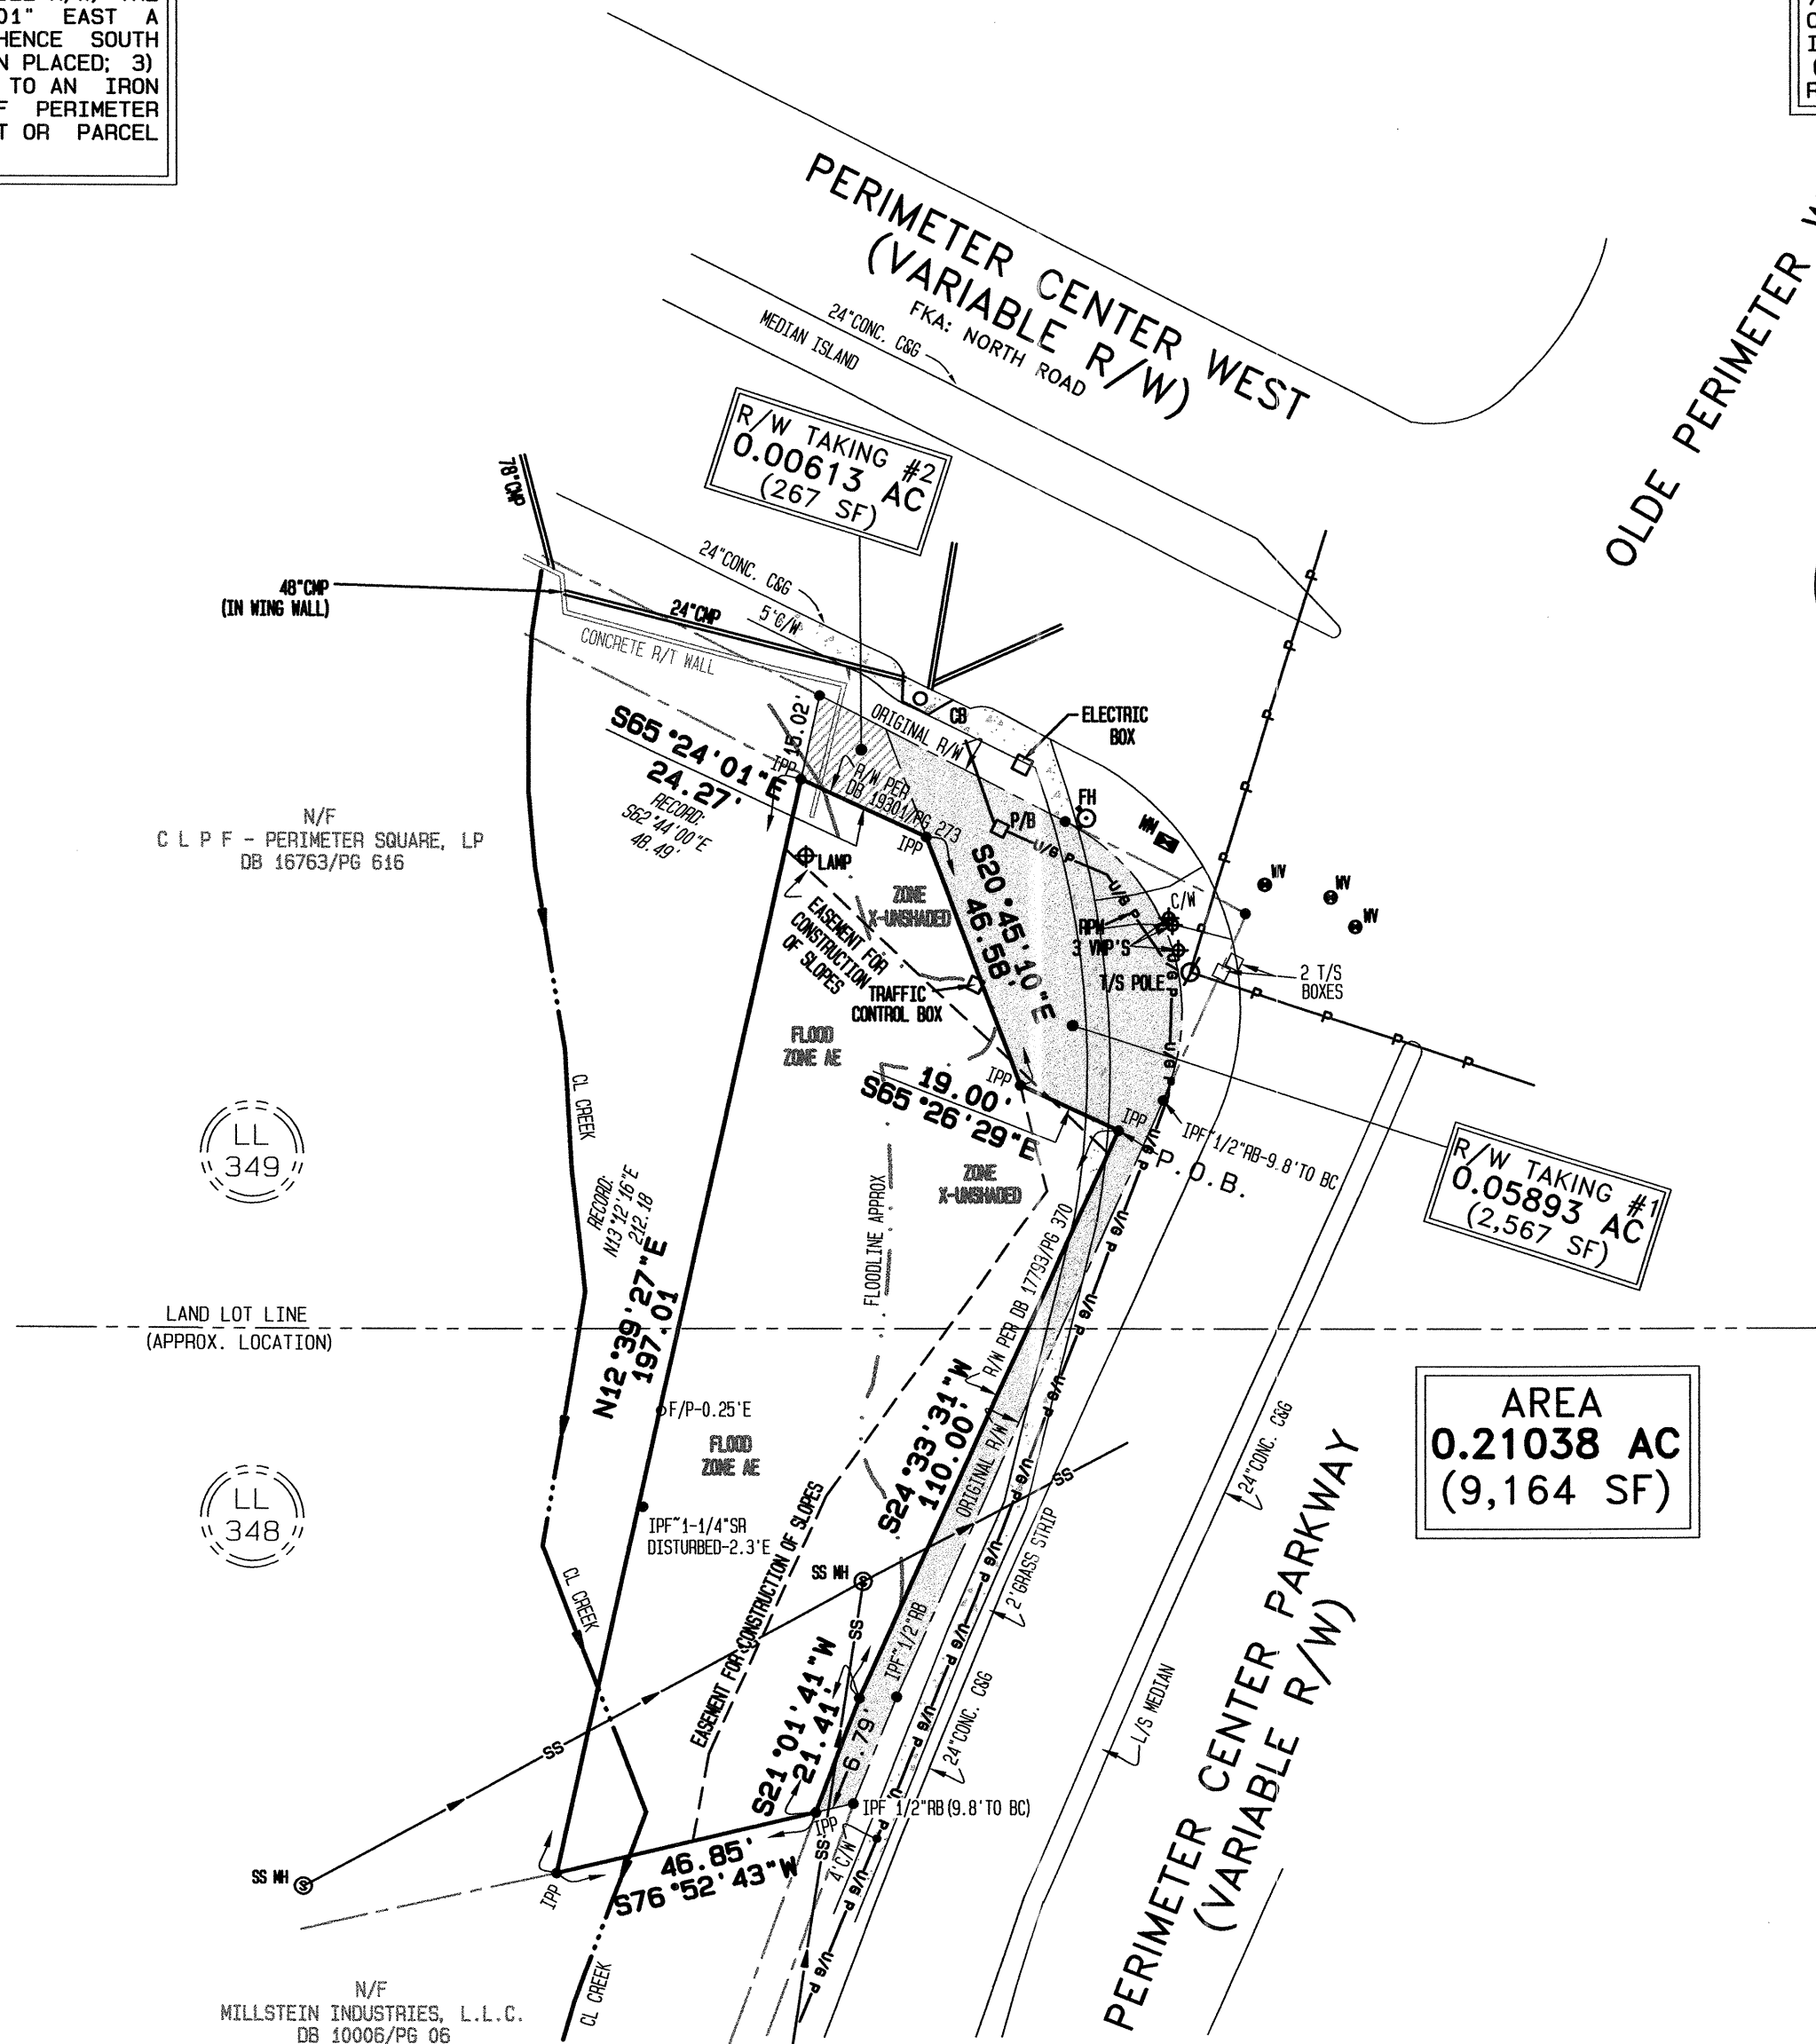 01" EAST A
HENCE SOUTH
N PLACED; 3)
TO AN IRON
F PERIMETER
T OR PARCEL
PERIMETER CENTER WEST
(VARIABLE R/W)
FKA: NORTH ROAD
24"CONC. C&G
MEDIAN ISLAND
OLDE PERIMETER
R/W TAKING #2
0.00613 AC
(267 SF)
78"CMP
48"CMP
(IN WING WALL)
24"CMP
24"CONC. C&G
5'C/W
CONCRETE R/T WALL
S65°24'01"E
24.27'
RECORD:
S62°44'00"E
48.49'
15.02'
IPP
ORIGINAL R/W
CB
ELECTRIC
BOX
R/W PER
DB 19301/PG 273
IPP
P/B
FH
WM
WV
WV
WV
U/G P
U/G P
C/W
RPM
3 VMP'S
T/S POLE
2 T/S
BOXES
N/F
C L P F - PERIMETER SQUARE, LP
DB 16763/PG 616
LAMP
ZONE
X-UNSHADED
EASEMENT FOR
CONSTRUCTION
OF SLOPES
S20°45'10"E
46.58'
TRAFFIC
CONTROL BOX
FLOOD
ZONE AE
IPP
19.00'
S65°26'29"E
IPP
IPF~1/2"RB-9.8'TO BC
P.O.B.
ZONE
X-UNSHADED
R/W TAKING #1
0.05893 AC
(2,567 SF)
CL CREEK
LL
349
RECORD:
N13°12'16"E
212.18
N12°39'27"E
197.01
FLOODLINE APPROX
R/W PER DB 17793/PG 370
LAND LOT LINE
(APPROX. LOCATION)
F/P-0.25'E
FLOOD
ZONE AE
S24°33'31"W
110.00'
ORIGINAL R/W
24"CONC. C&G
AREA
0.21038 AC
(9,164 SF)
LL
348
IPF~1-1/4"SR
DISTURBED-2.3'E
SS
EASEMENT FOR CONSTRUCTION OF SLOPES
SS MH
SS
2'GRASS STRIP
CL CREEK
IPF~1/2"RB
S21°01'41"W
21.41'
6.79'
24"CONC. C&G
L/S MEDIAN
PERIMETER CENTER PARKWAY
(VARIABLE R/W)
SS
IPF 1/2"RB(9.8'TO BC)
IPP
SS
4'C/W
46.85'
S76°52'43"W
SS MH
IPP
CL CREEK
N/F
MILLSTEIN INDUSTRIES, L.L.C.
DB 10006/PG 06